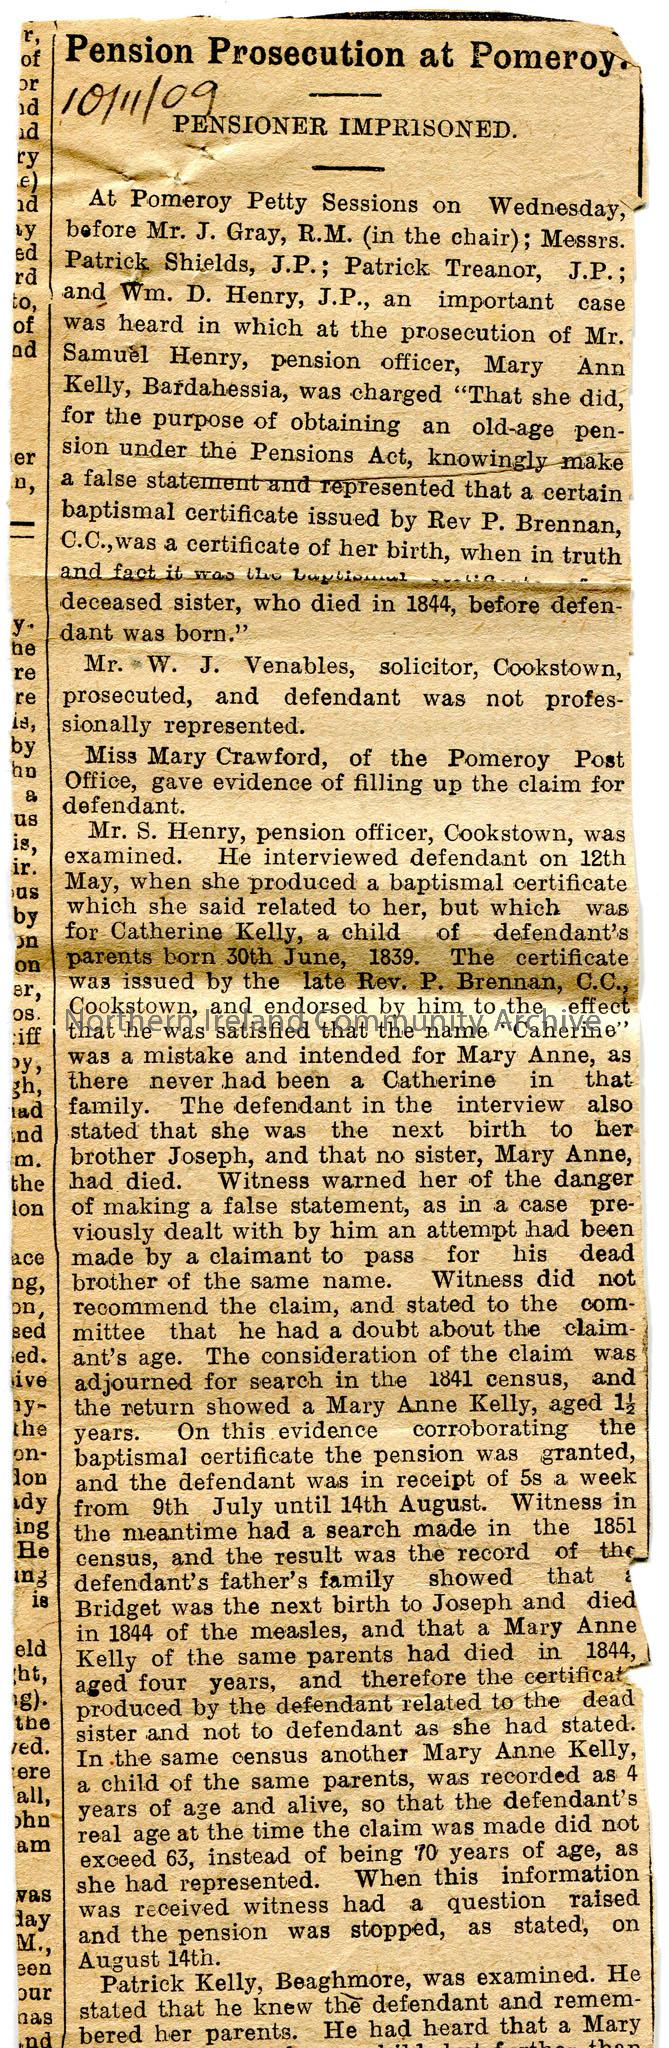 Pension Prosecution at Pomeroy.
10/11/09
PENSIONER IMPRISONED.
At Pomeroy Petty Sessions on Wednesday,
before Mr. J. Gray, R.M. (in the chair); Messrs.
Patrick Shields, J.P.; Patrick Treanor, J.P.;
and Wm. D. Henry, J.P., an important case
was heard in which at the prosecution of Mr.
Samuel Henry, pension officer, Mary Ann
Kelly, Bardahessia, was charged "That she did,
for the purpose of obtaining an old-age pen-
sion under the Pensions Act, knowingly make
a false statement and represented that a certain
baptismal certificate issued by Rev P. Brennan,
C.C.,was a certificate of her birth, when in truth
and fact it was the baptismal
deceased sister, who died in 1844, before defen-
dant was born."
Mr. W. J. Venables, solicitor, Cookstown,
prosecuted, and defendant was not profes-
sionally represented.
Miss Mary Crawford, of the Pomeroy Post
Office, gave evidence of filling up the claim for
defendant.
Mr. S. Henry, pension officer, Cookstown, was
examined. He interviewed defendant on 12th
May, when she produced a baptismal certificate
which she said related to her, but which was
for Catherine Kelly, a child of defendant's
parents born 30th June, 1839. The certificate
was issued by the late Rev. P. Brennan, C.C.,
Cookstown, and endorsed by him to the effect
Northern Ireland Community Archive
that he was satisfied that the name "Caherine"
was a mistake and intended for Mary Anne, as
there never had been a Catherine in that
family. The defendant in the interview also
stated that she was the next birth to her
brother Joseph, and that no sister, Mary Anne,
had died. Witness warned her of the danger
of making a false statement, as in a case pre-
viously dealt with by him an attempt had been
made by a claimant to pass for his dead
brother of the same name. Witness did not
recommend the claim, and stated to the com-
mittee that he had a doubt about the claim-
ant's age. The consideration of the claim was
adjourned for search in the 1841 census, and
the return showed a Mary Anne Kelly, aged 1½
years. On this evidence corroborating the
baptismal certificate the pension was granted,
and the defendant was in receipt of 5s a week
from 9th July until 14th August. Witness in
the meantime had a search made in the 1851
census, and the result was the record of the
defendant's father's family showed that a
Bridget was the next birth to Joseph and died
in 1844 of the measles, and that a Mary Anne
Kelly of the same parents had died in 1844,
aged four years, and therefore the certificat
produced by the defendant related to the dead
sister and not to defendant as she had stated.
In the same census another Mary Anne Kelly,
a child of the same parents, was recorded as 4
years of age and alive, so that the defendant's
real age at the time the claim was made did not
exceed 63, instead of being 70 years of age, as
she had represented. When this information
was received witness had a question raised
and the pension was stopped, as stated, on
August 14th.
Patrick Kelly, Beaghmore, was examined. He
stated that he knew the defendant and remem-
bered her parents. He had heard that a Mary